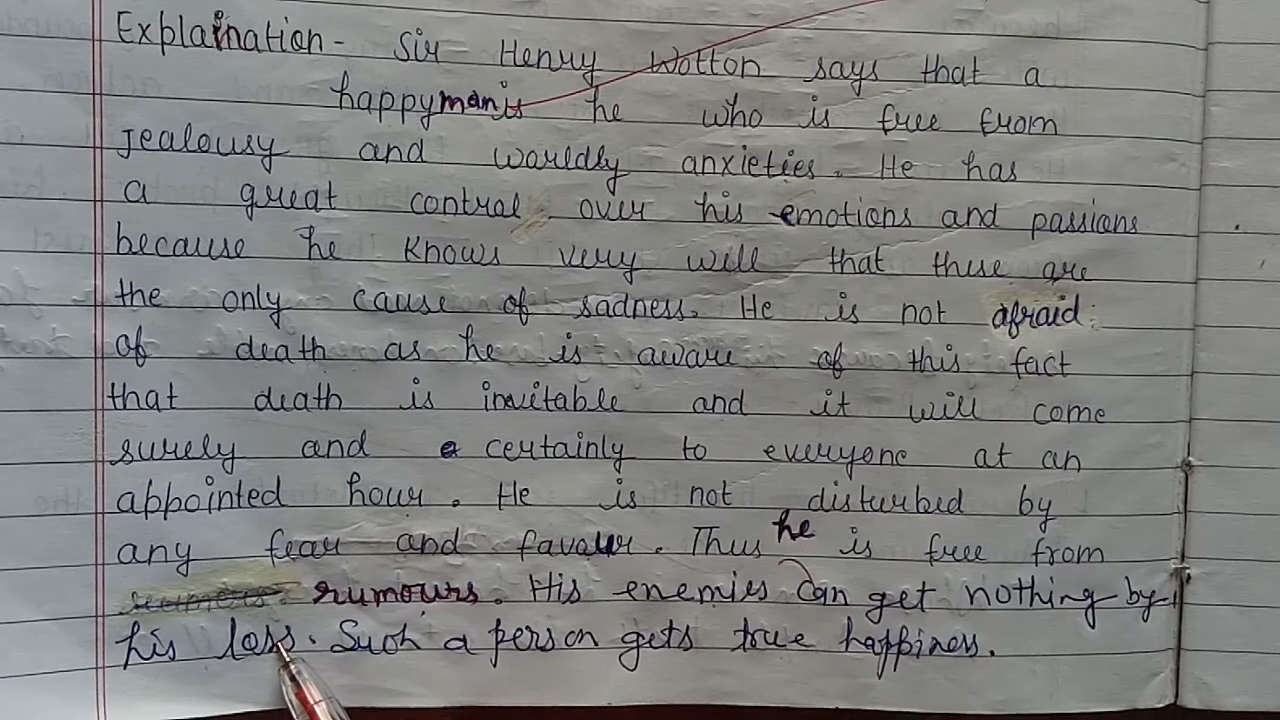 Explaination - Sir Henry Wotton says that a
happy man is he who is free from
Jealousy and worldly anxieties. He has
a great control over his emotions and passions
because he knows very will that these are
the only cause of sadness. He is not afraid
of death as he is aware of this fact
that death is invitable and it will come
surely and certainly to everyone at an
appointed hour. He is not disturbed by
any fear and favour. Thus he is free from
rumours. His enemies can get nothing by
his loss. Such a person gets true happiness.